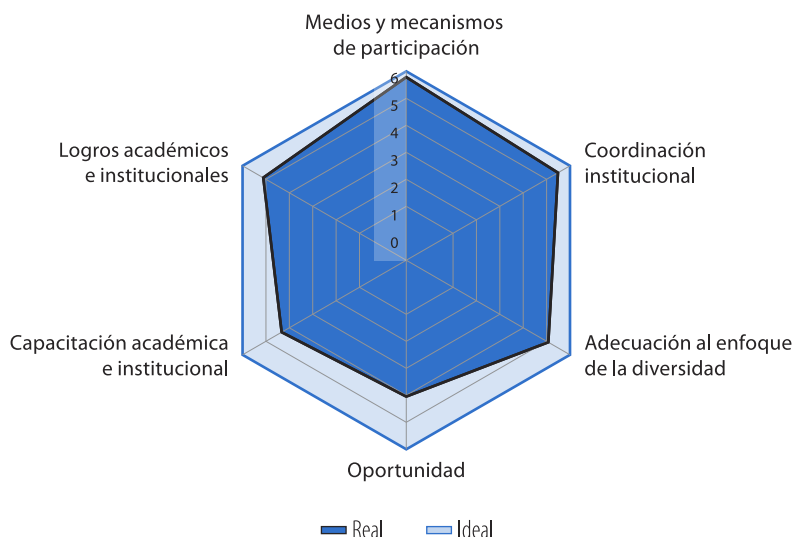 Medios y mecanismos
de participación
6
5
4
3
2
1
0
Logros académicos
e institucionales
Coordinación
institucional
Capacitación académica
e institucional
Adecuación al enfoque
de la diversidad
Oportunidad
Real
Ideal